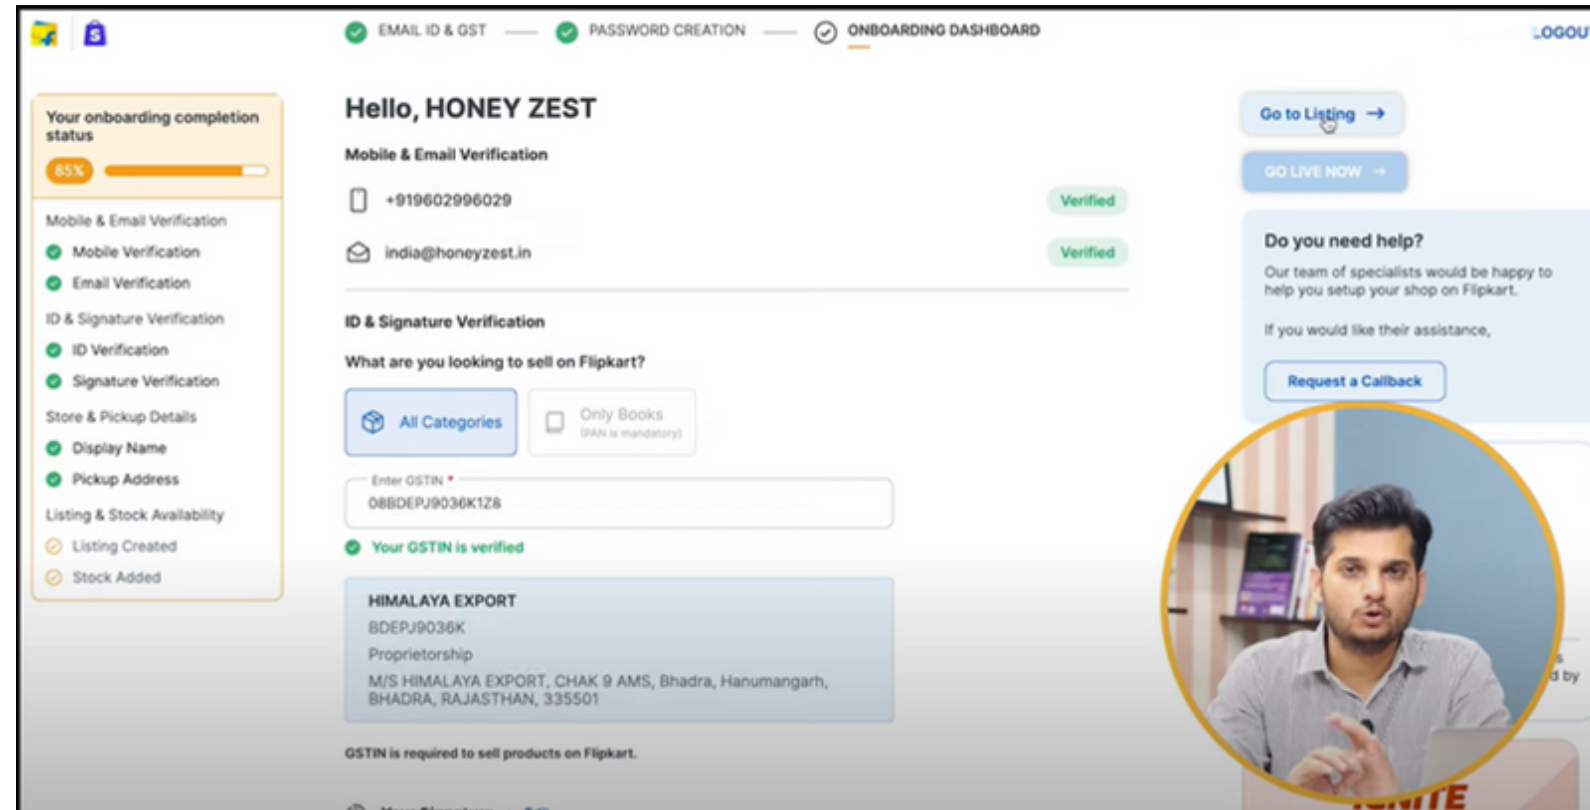 EMAIL ID & GST
PASSWORD CREATION
ONBOARDING DASHBOARD
LOGOU
Your onboarding completion
status
85%
Mobile & Email Verification
Mobile Verification
Email Verification
ID & Signature Verification
ID Verification
Signature Verification
Store & Pickup Details
Display Name
Pickup Address
Listing & Stock Availability
Listing Created
Stock Added
Hello, HONEY ZEST
Mobile & Email Verification
+919602996029
Verified
india@honeyzest.in
Verified
ID & Signature Verification
What are you looking to sell on Flipkart?
All Categories
Only Books
(PAN is mandatory)
Enter GSTIN *
08BDEPJ9036K1Z8
Your GSTIN is verified
HIMALAYA EXPORT
BDEPJ9036K
Proprietorship
M/S HIMALAYA EXPORT, CHAK 9 AMS, Bhadra, Hanumangarh,
BHADRA, RAJASTHAN, 335501
GSTIN is required to sell products on Flipkart.
Go to Listing →
GO LIVE NOW →
Do you need help?
Our team of specialists would be happy to
help you setup your shop on Flipkart.
If you would like their assistance,
Request a Callback
d by
IGNITE